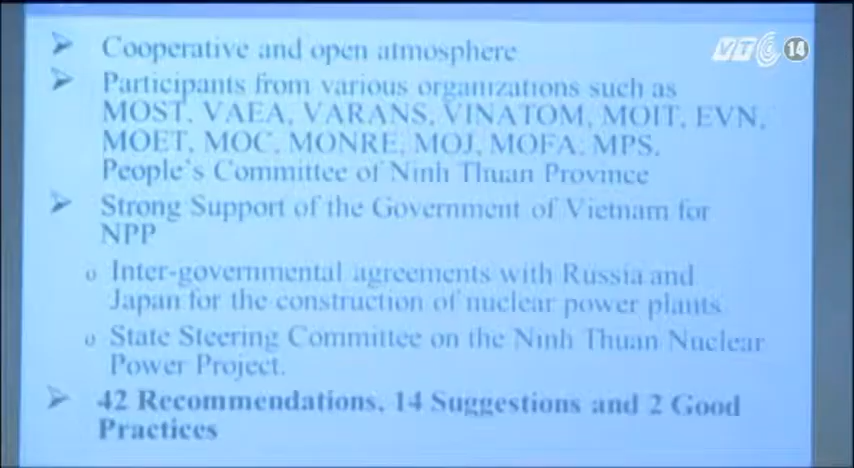 VTC 14
Cooperative and open atmosphere
Participants from various organizations such as
MOST, VAEA, VARANS, VINATOM, MOIT, EVN,
MOET, MOC, MONRE, MOJ, MOFA, MPS,
People's Committee of Ninh Thuan Province
Strong Support of the Government of Vietnam for
NPP
Inter-governmental agreements with Russia and
Japan for the construction of nuclear power plants
State Steering Committee on the Ninh Thuan Nuclear
Power Project.
42 Recommendations, 14 Suggestions and 2 Good
Practices